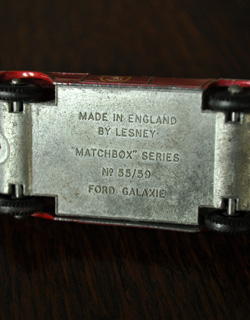 MADE IN ENGLAND
BY LESNEY
"MATCHBOX" SERIES
Nº 55/59
FORD GALAXIE